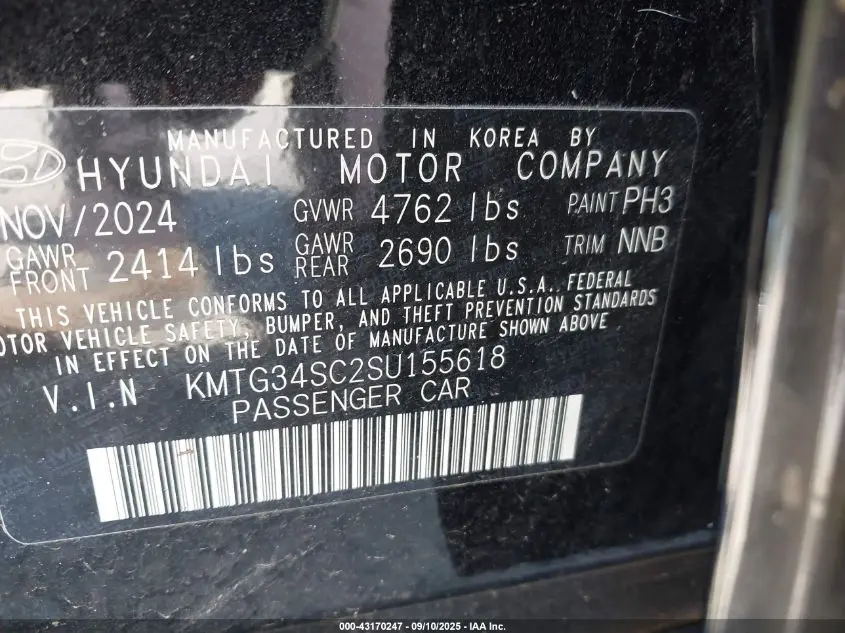 MANUFACTURED IN KOREA BY
HYUNDAI MOTOR COMPANY
NOV/2024 GVWR 4762 lbs PAINT PH3
GAWR FRONT 2414 lbs GAWR REAR 2690 lbs TRIM NNB
THIS VEHICLE CONFORMS TO ALL APPLICABLE U.S.A. FEDERAL
OTOR VEHICLE SAFETY, BUMPER, AND THEFT PREVENTION STANDARDS
IN EFFECT ON THE DATE OF MANUFACTURE SHOWN ABOVE
V.I.N KMTG34SC2SU155618
PASSENGER CAR
000-43170247 - 09/10/2025 - IAA Inc.